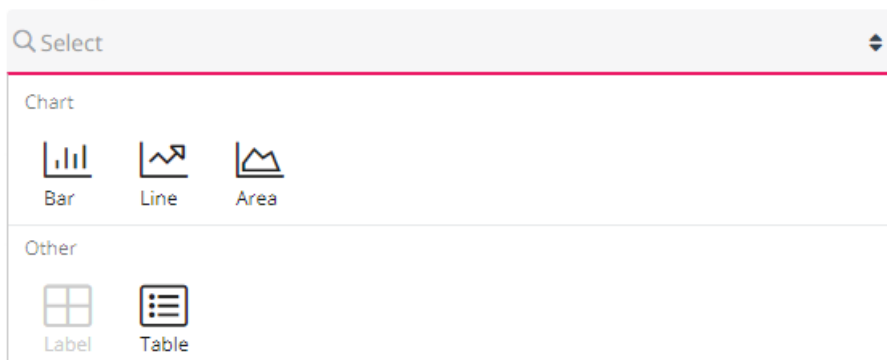 Select
Chart
Bar Line Area
Other
Label Table